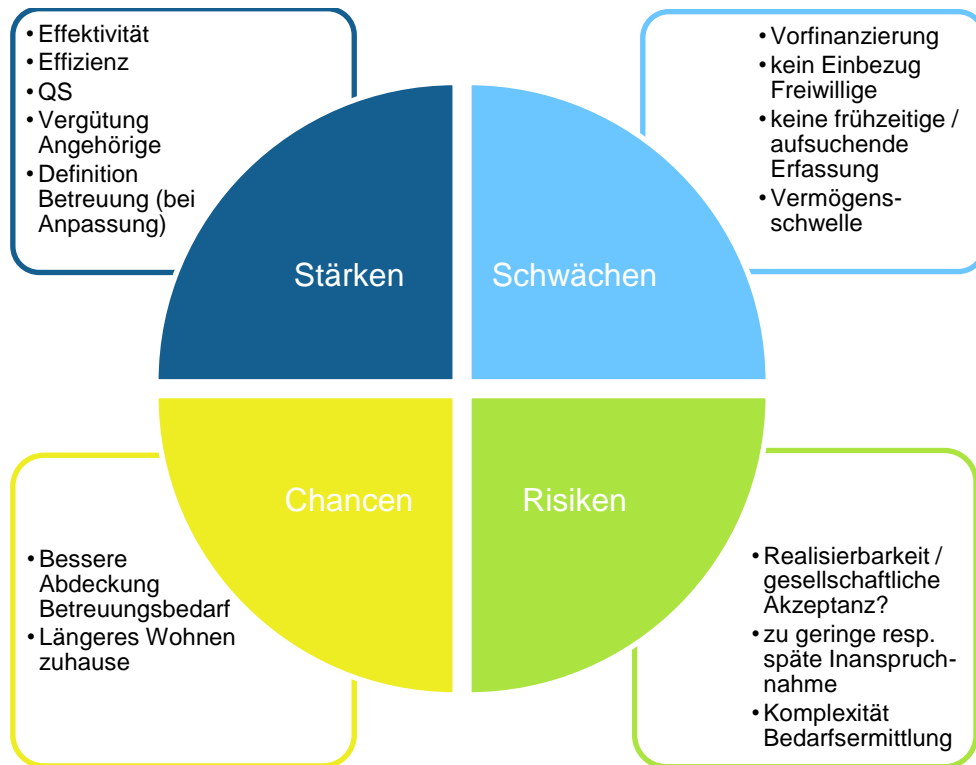 • Effektivität
• Effizienz
• QS
• Vergütung
Angehörige
• Definition
Betreuung (bei
Anpassung)
• Vorfinanzierung
• kein Einbezug
Freiwillige
• keine frühzeitige /
aufsuchende
Erfassung
• Vermögens-
schwelle
Stärken
Schwächen
Chancen
Risiken
• Bessere
Abdeckung
Betreuungsbedarf
• Längeres Wohnen
zuhause
• Realisierbarkeit /
gesellschaftliche
Akzeptanz?
• zu geringe resp.
späte Inanspruch-
nahme
• Komplexität
Bedarfsermittlung